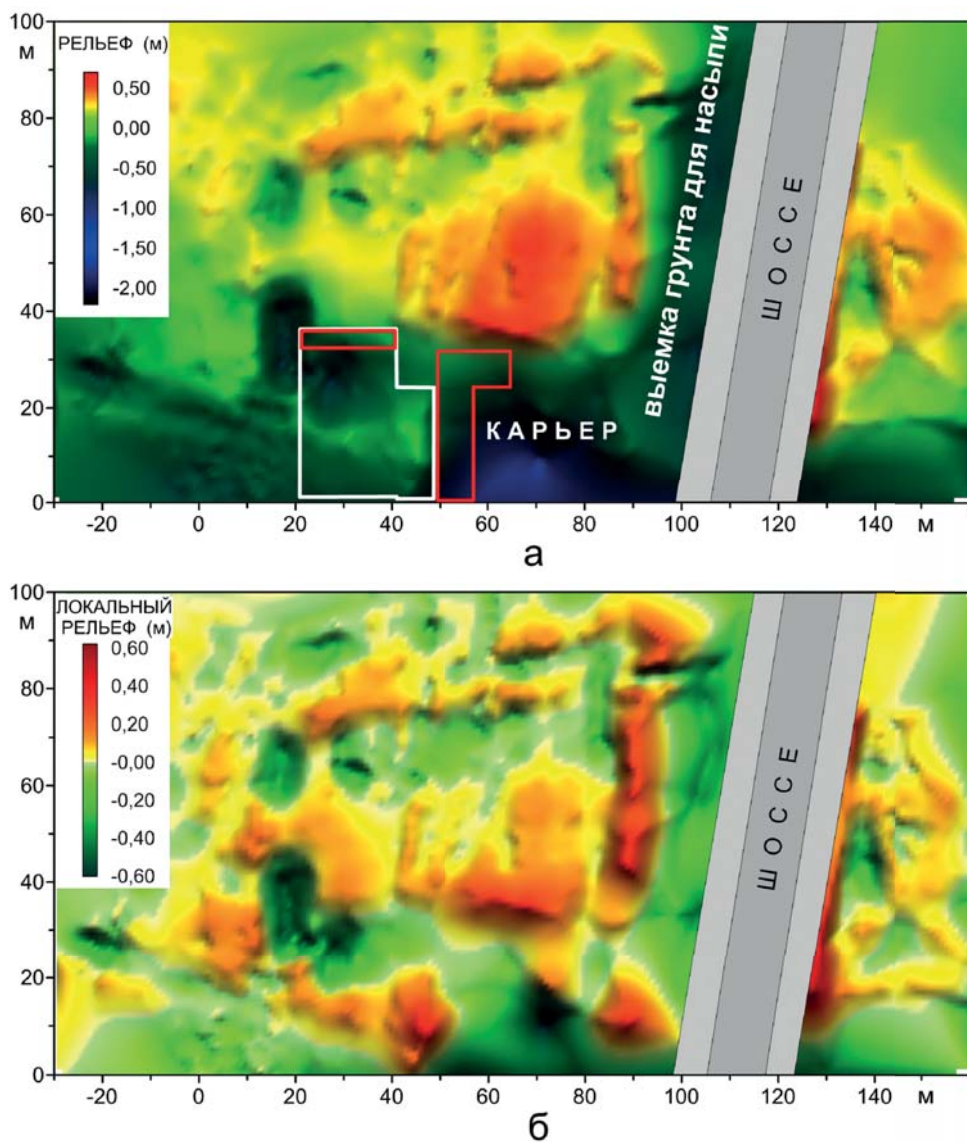 100
М
80
60
40
20
0
РЕЛЬЕФ (м)
0,50
0,00
-0,50
-1,00
-1,50
-2,00
выемка грунта для насыпи
ШОССЕ
КАРЬЕР
-20 0 20 40 60 80 100 120 140 м
а
100
М
80
60
40
20
0
ЛОКАЛЬНЫЙ
РЕЛЬЕФ (м)
0,60
0,40
0,20
-0,00
-0,20
-0,40
-0,60
ШОССЕ
-20 0 20 40 60 80 100 120 140 м
б